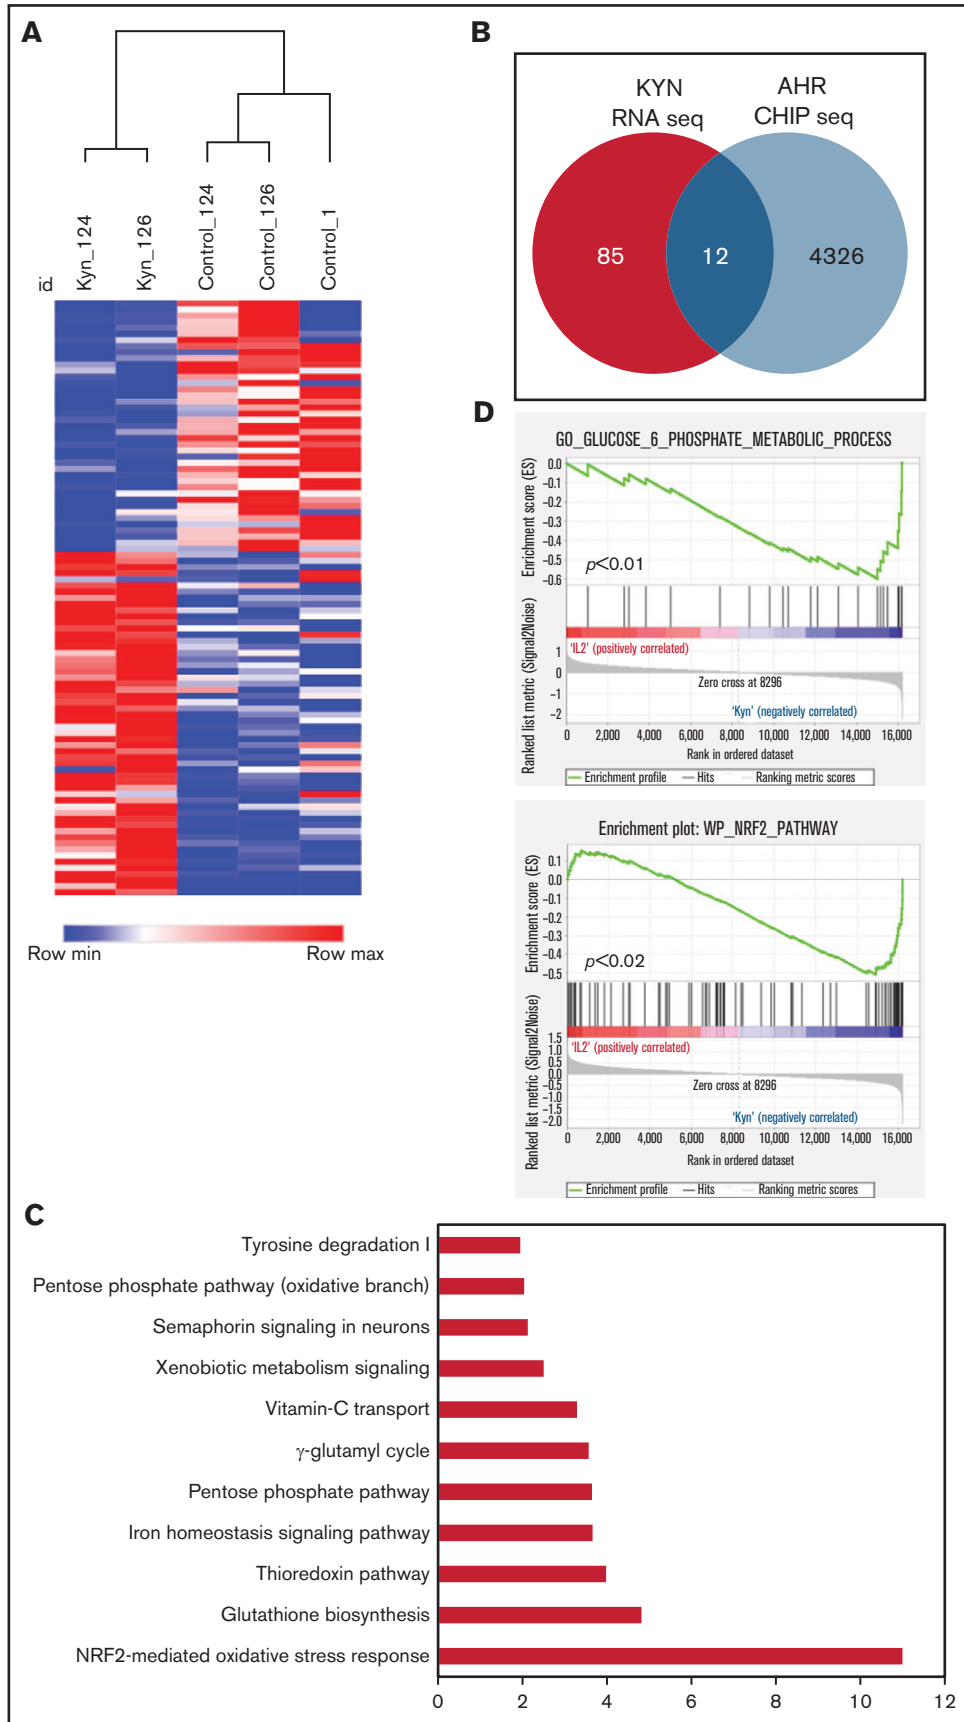 A
Kyn_124
Kyn_126
Control_124
Control_126
Control_1
id
Row min
Row max
B
KYN
RNA seq
AHR
CHIP seq
85
12
4326
D
GO_GLUCOSE_6_PHOSPHATE_METABOLIC_PROCESS
Enrichment score (ES)
0.0
−0.1
−0.2
−0.3
−0.4
−0.5
−0.6
p<0.01
Ranked list metric (Signal2Noise)
'IL2' (positively correlated)
1
0
−1
−2
Zero cross at 8296
'Kyn' (negatively correlated)
0 2,000 4,000 6,000 8,000 10,000 12,000 14,000 16,000
Rank in ordered dataset
Enrichment profile Hits Ranking metric scores
Enrichment plot: WP_NRF2_PATHWAY
Enrichment score (ES)
0.1
0.0
−0.1
−0.2
−0.3
−0.4
−0.5
p<0.02
Ranked list metric (Signal2Noise)
'IL2' (positively correlated)
1.5
1.0
0.5
0.0
−0.5
−1.0
−1.5
−2.0
Zero cross at 8296
'Kyn' (negatively correlated)
0 2,000 4,000 6,000 8,000 10,000 12,000 14,000 16,000
Rank in ordered dataset
Enrichment profile Hits Ranking metric scores
C
Tyrosine degradation I
Pentose phosphate pathway (oxidative branch)
Semaphorin signaling in neurons
Xenobiotic metabolism signaling
Vitamin-C transport
γ-glutamyl cycle
Pentose phosphate pathway
Iron homeostasis signaling pathway
Thioredoxin pathway
Glutathione biosynthesis
NRF2-mediated oxidative stress response
0 2 4 6 8 10 12